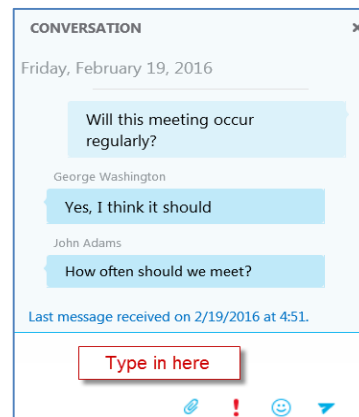 CONVERSATION
Friday, February 19, 2016
Will this meeting occur
regularly?
George Washington
Yes, I think it should
John Adams
How often should we meet?
Last message received on 2/19/2016 at 4:51.
Type in here